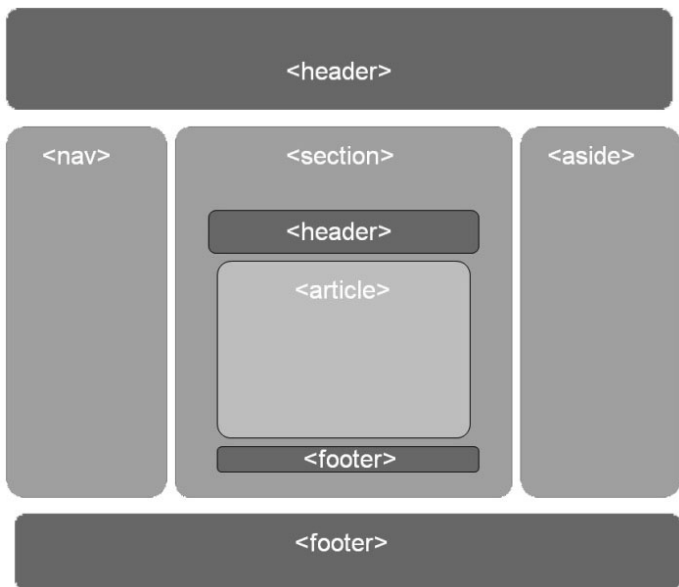 <header>
<nav>
<section>
<aside>
<header>
<article>
<footer>
<footer>